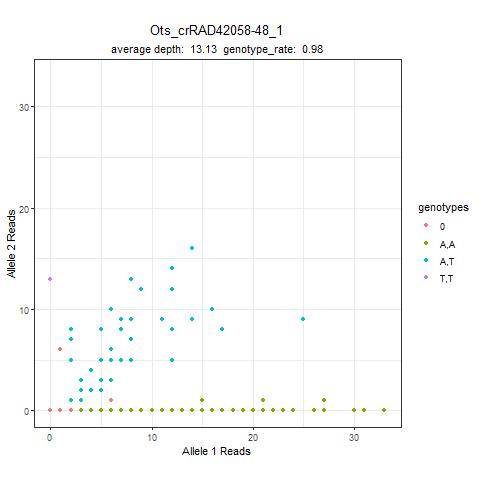 Ots_crRAD42058-48_1
average depth: 13.13 genotype_rate: 0.98
30
20
10
0
Allele 2 Reads
0 10 20 30
Allele 1 Reads
genotypes
0
A,A
A,T
T,T